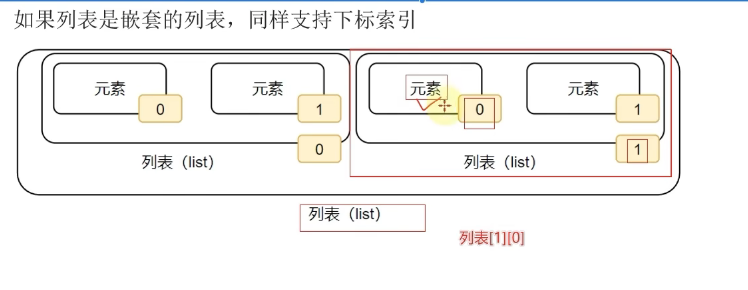 如果列表是嵌套的列表，同样支持下标索引
元素
0
元素
1
元素
0
元素
1
0
1
列表（list）
列表（list）
列表（list）
列表[1][0]